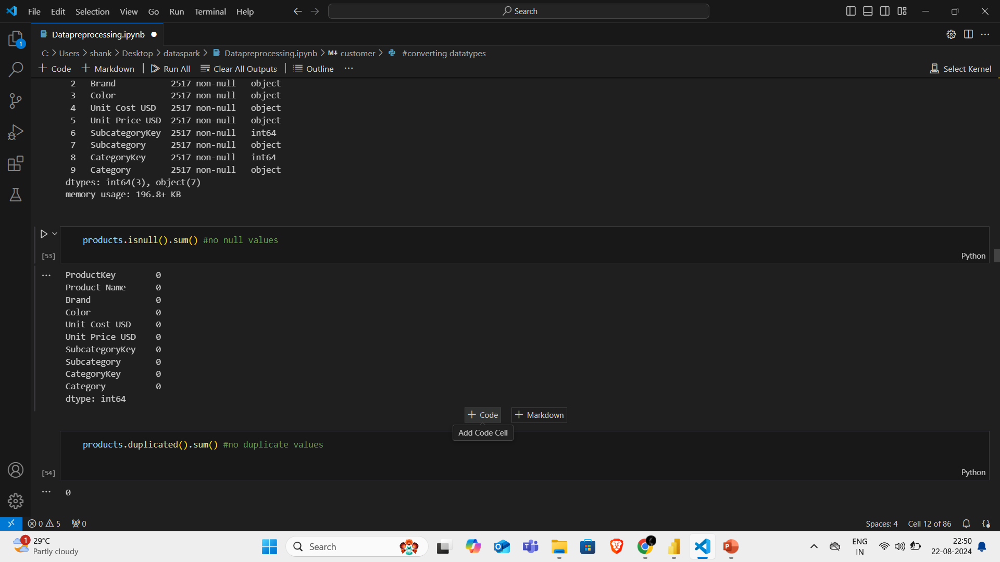 File Edit Selection View Go Run Terminal Help
Search
Datapreprocessing.ipynb
1
C: > Users > shank > Desktop > dataspark > Datapreprocessing.ipynb > M↓ customer > #converting datatypes
+ Code + Markdown | Run All Clear All Outputs | Outline ...
Select Kernel
2 Brand 2517 non-null object
3 Color 2517 non-null object
4 Unit Cost USD 2517 non-null object
5 Unit Price USD 2517 non-null object
6 SubcategoryKey 2517 non-null int64
7 Subcategory 2517 non-null object
8 CategoryKey 2517 non-null int64
9 Category 2517 non-null object
dtypes: int64(3), object(7)
memory usage: 196.8+ KB
products.isnull().sum() #no null values
[53]
Python
ProductKey 0
Product Name 0
Brand 0
Color 0
Unit Cost USD 0
Unit Price USD 0
SubcategoryKey 0
Subcategory 0
CategoryKey 0
Category 0
dtype: int64
+ Code + Markdown
Add Code Cell
products.duplicated().sum() #no duplicate values
[54]
Python
0
0 5 0
Spaces: 4 Cell 12 of 86
1
29°C
Partly cloudy
Search
ENG
IN
22:50
22-08-2024